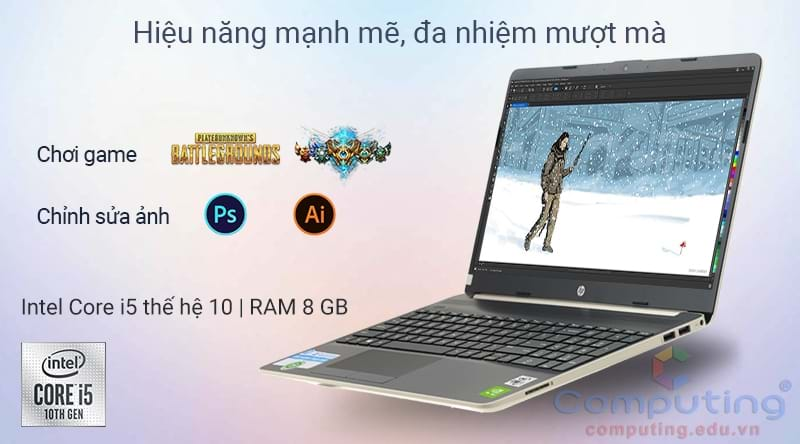 Hiệu năng mạnh mẽ, đa nhiệm mượt mà
Chơi game
PLAYERUNKNOWN'S
BATTLEGROUNDS
Chỉnh sửa ảnh
Ps
Ai
Intel Core i5 thế hệ 10 | RAM 8 GB
intel
CORE i5
10TH GEN
hp
Computing®
computing.edu.vn